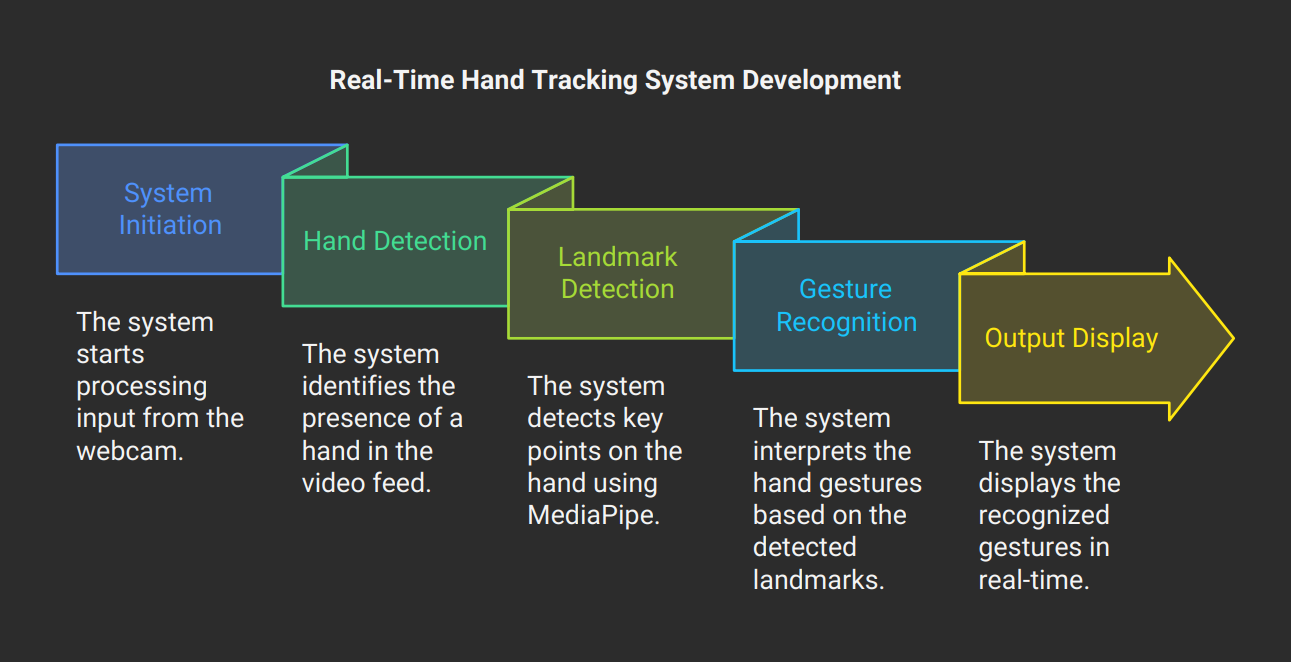 Real-Time Hand Tracking System Development
System
Initiation
The system
starts
processing
input from the
webcam.
Hand Detection
The system
identifies the
presence of a
hand in the
video feed.
Landmark
Detection
The system
detects key
points on the
hand using
MediaPipe.
Gesture
Recognition
The system
interprets the
hand gestures
based on the
detected
landmarks.
Output Display
The system
displays the
recognized
gestures in
real-time.